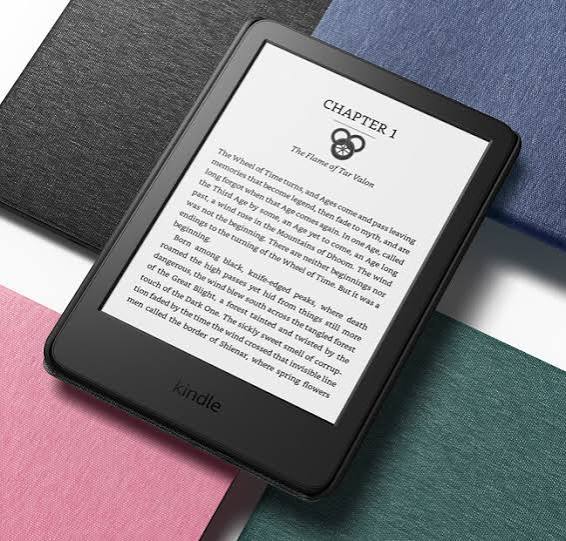 CHAPTER 1
The Flame of Tar Valon
The Wheel of Time turns, and Ages come and pass leaving
memories that become legend, then fade to myth, and are
long forgot when that Age comes again. In one Age, called
the Third Age by some, an Age yet to come, an Age long
past, a wind rose in the Mountains of Dhoom. The wind
was not the beginning. There are neither beginnings nor
endings to the turning of the Wheel of Time. But it was a
beginning.
Born among black, knife-edged peaks, where death
roamed the high passes yet hid from things still more
dangerous, the wind blew south across the tangled forest
of the Great Blight, a forest tainted and twisted by the
touch of the Dark One. The sickly sweet smell of corrup-
tion faded by the time the wind crossed that invisible line
men called the border of Shienar, where spring flowers
kindle